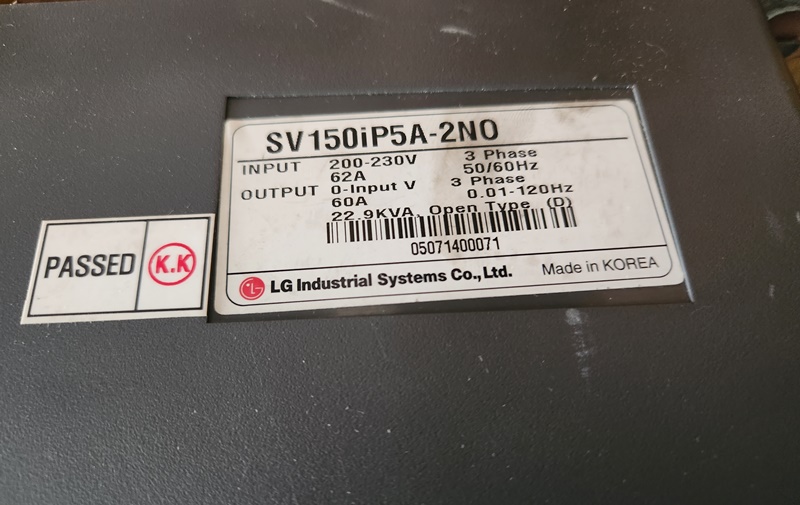 SV150iP5A-2NO
INPUT 200-230V 3 Phase
62A 50/60Hz
OUTPUT 0-Input V 3 Phase
60A 0.01-120Hz
22.9KVA, Open Type (D)
05071400071
LG Industrial Systems Co., Ltd. Made in KOREA
PASSED K.K